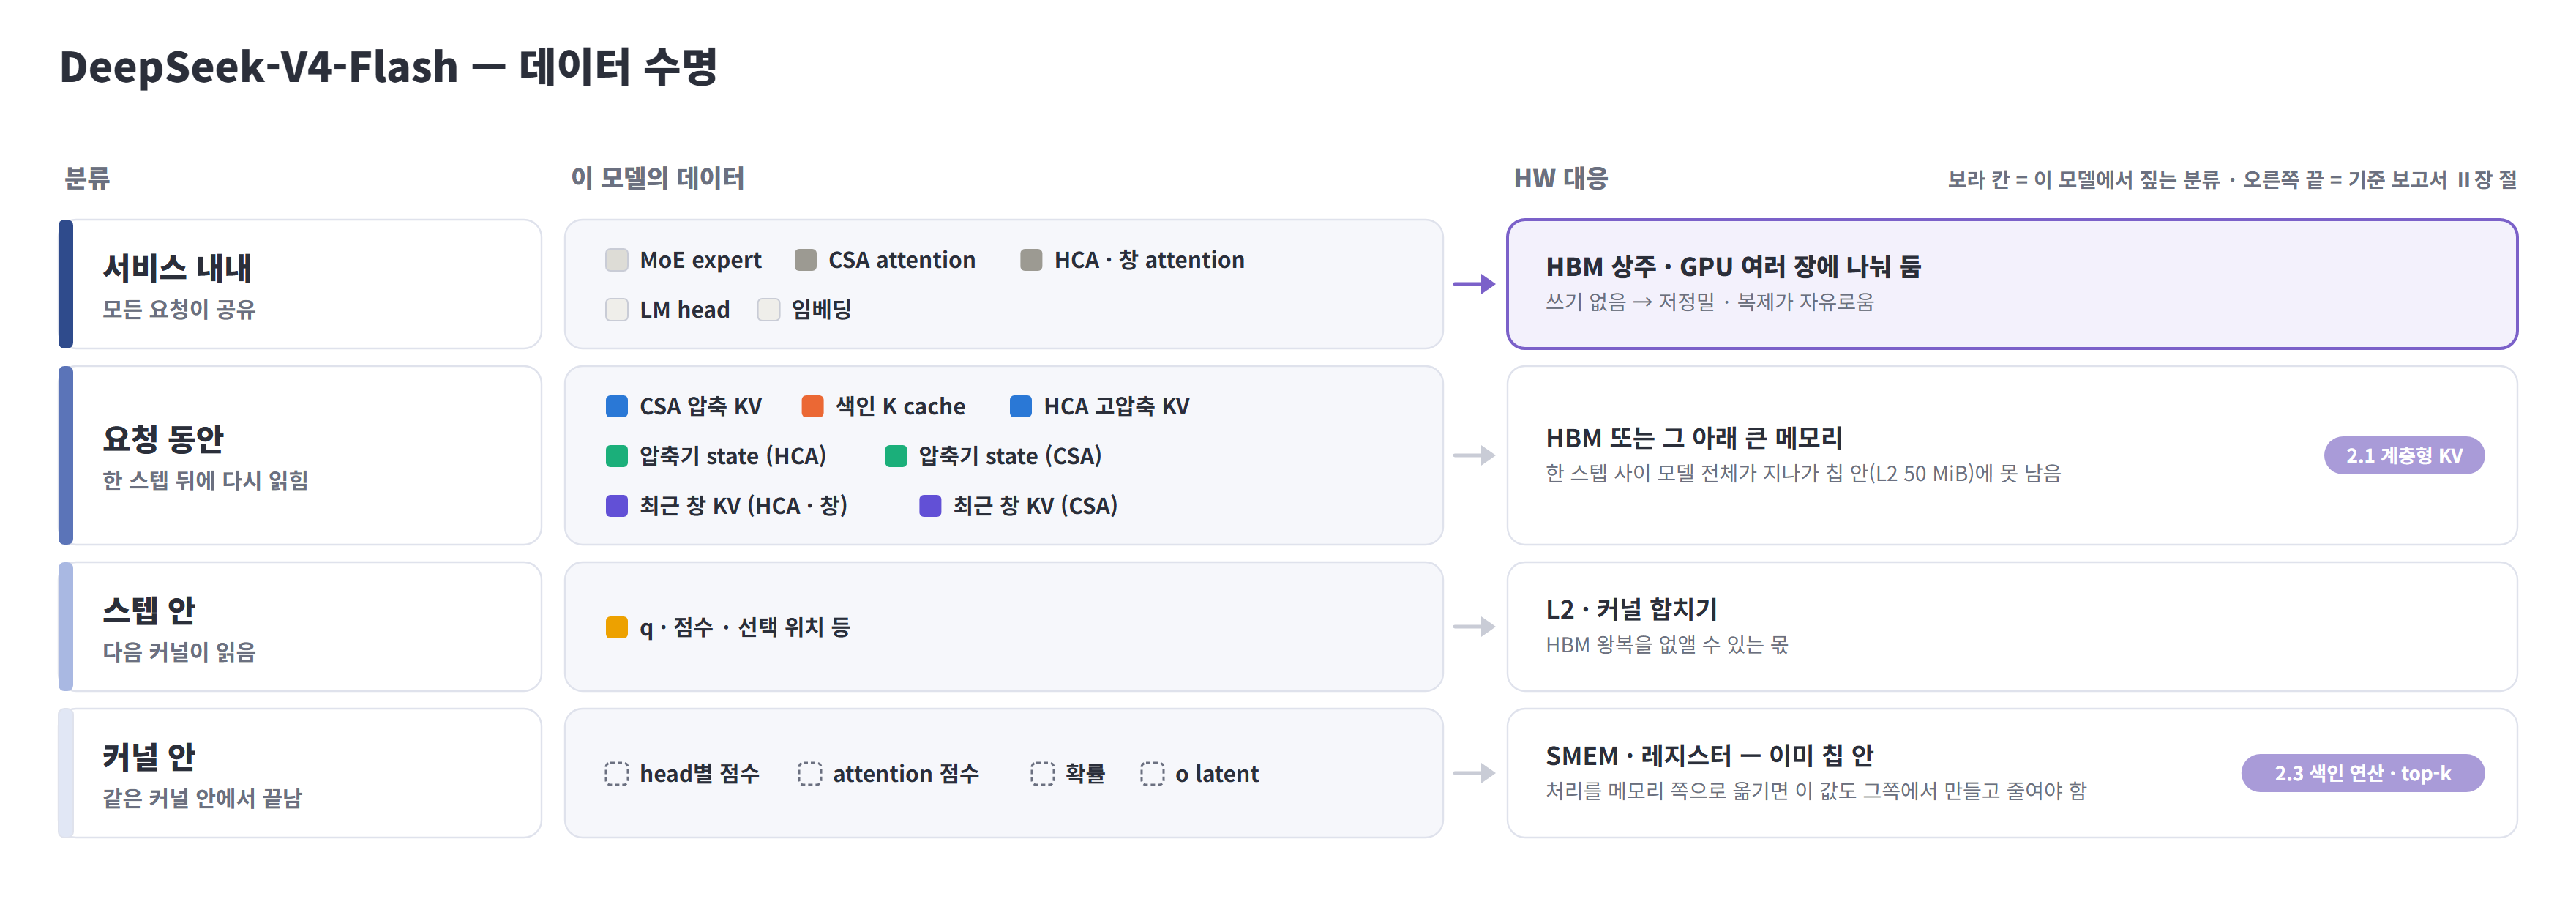 DeepSeek-V4-Flash — 데이터 수명
분류
이 모델의 데이터
HW 대응
보라 칸 = 이 모델에서 짚는 분류 · 오른쪽 끝 = 기준 보고서 II장 절
서비스 내내
모든 요청이 공유
MoE expert
CSA attention
HCA · 창 attention
LM head
임베딩
HBM 상주 · GPU 여러 장에 나눠 둠
쓰기 없음 → 저정밀 · 복제가 자유로움
요청 동안
한 스텝 뒤에 다시 읽힘
CSA 압축 KV
색인 K cache
HCA 고압축 KV
압축기 state (HCA)
압축기 state (CSA)
최근 창 KV (HCA · 창)
최근 창 KV (CSA)
HBM 또는 그 아래 큰 메모리
한 스텝 사이 모델 전체가 지나가 칩 안(L2 50 MiB)에 못 남음
2.1 계층형 KV
스텝 안
다음 커널이 읽음
q · 점수 · 선택 위치 등
L2 · 커널 합치기
HBM 왕복을 없앨 수 있는 몫
커널 안
같은 커널 안에서 끝남
head별 점수
attention 점수
확률
o latent
SMEM · 레지스터 — 이미 칩 안
처리를 메모리 쪽으로 옮기면 이 값도 그쪽에서 만들고 줄여야 함
2.3 색인 연산 · top-k